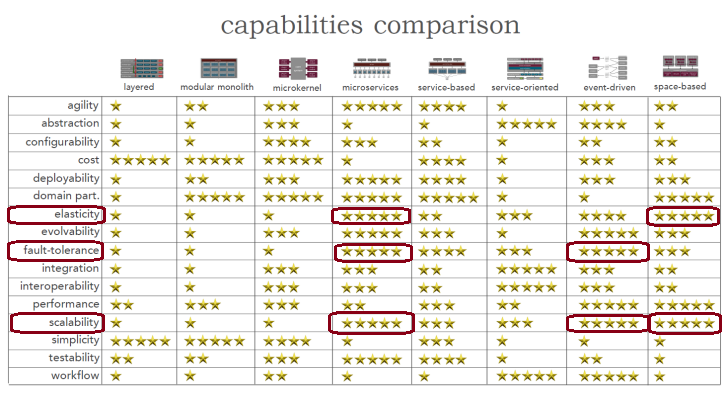 capabilities comparison
layered modular monolith microkernel microservices service-based service-oriented event-driven space-based
agility
abstraction
configurability
cost
deployability
domain part.
elasticity
evolvability
fault-tolerance
integration
interoperability
performance
scalability
simplicity
testability
workflow